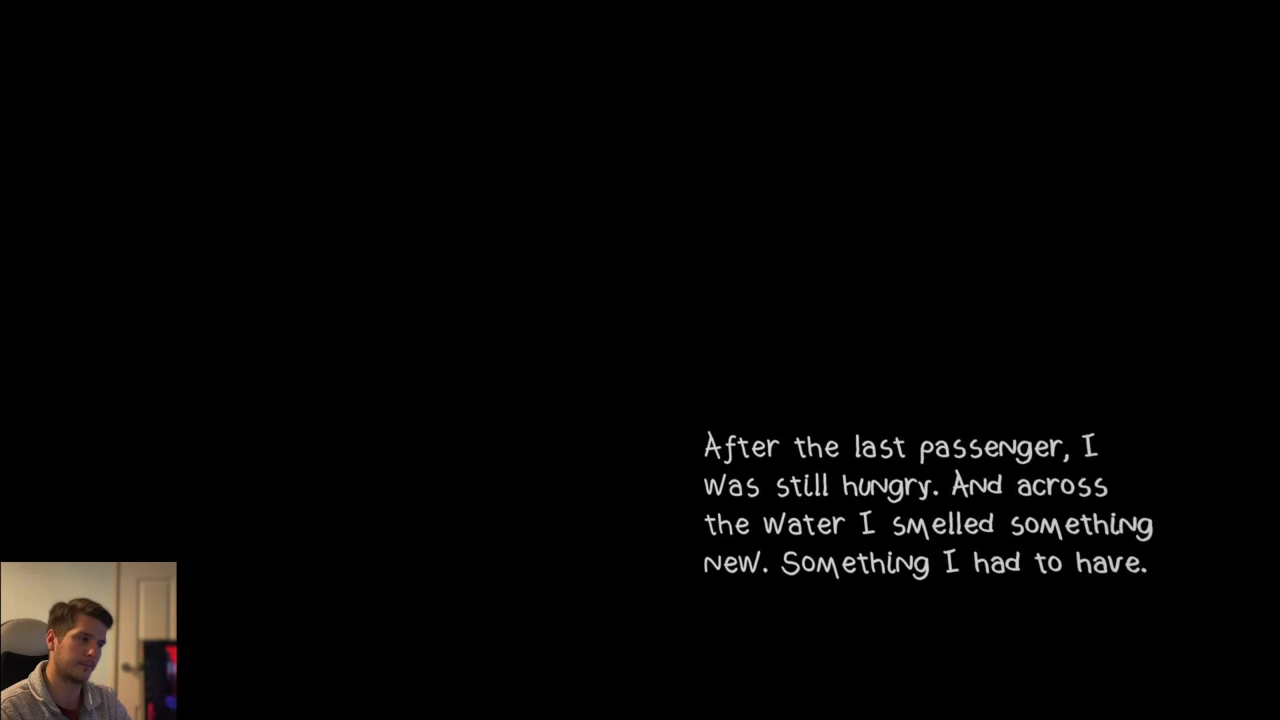 After the last passenger, I
was still hungry. And across
the water I smelled something
new. Something I had to have.